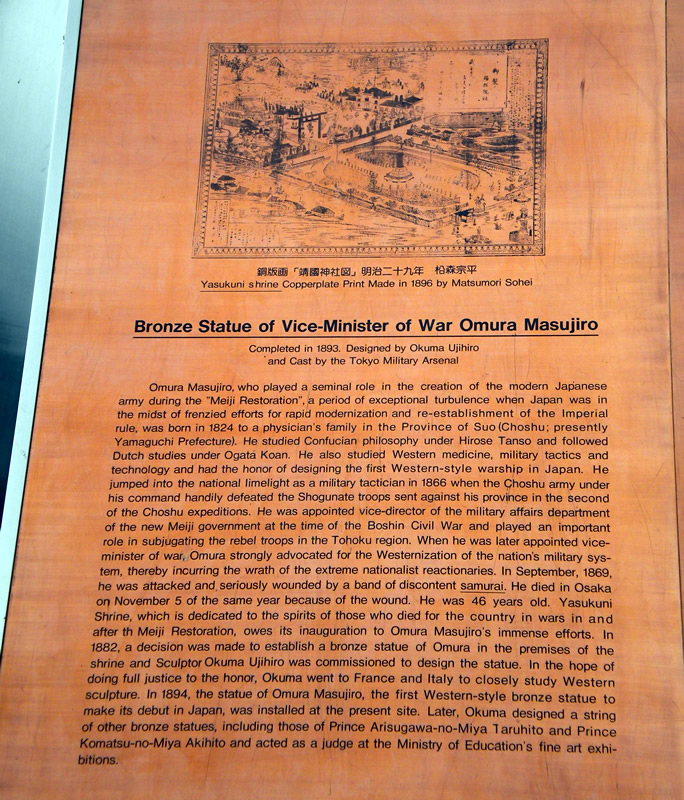 銅版画「靖國神社図」明治二十九年 松森宗平
Yasukuni shrine Copperplate Print Made in 1896 by Matsumori Sohei
Bronze Statue of Vice-Minister of War Omura Masujiro
Completed in 1893. Designed by Okuma Ujihiro
and Cast by the Tokyo Military Arsenal
Omura Masujiro, who played a seminal role in the creation of the modern Japanese
army during the "Meiji Restoration", a period of exceptional turbulence when Japan was in
the midst of frenzied efforts for rapid modernization and re-establishment of the Imperial
rule, was born in 1824 to a physician's family in the Province of Suo (Choshu; presently
Yamaguchi Prefecture). He studied Confucian philosophy under Hirose Tanso and followed
Dutch studies under Ogata Koan. He also studied Western medicine, military tactics and
technology and had the honor of designing the first Western-style warship in Japan. He
jumped into the national limelight as a military tactician in 1866 when the Choshu army under
his command handily defeated the Shogunate troops sent against his province in the second
of the Choshu expeditions. He was appointed vice-director of the military affairs department
of the new Meiji government at the time of the Boshin Civil War and played an important
role in subjugating the rebel troops in the Tohoku region. When he was later appointed vice-
minister of war, Omura strongly advocated for the Westernization of the nation's military sys-
tem, thereby incurring the wrath of the extreme nationalist reactionaries. In September, 1869,
he was attacked and seriously wounded by a band of discontent samurai. He died in Osaka
on November 5 of the same year because of the wound. He was 46 years old. Yasukuni
Shrine, which is dedicated to the spirits of those who died for the country in wars in and
after th Meiji Restoration, owes its inauguration to Omura Masujiro's immense efforts. In
1882, a decision was made to establish a bronze statue of Omura in the premises of the
shrine and Sculptor Okuma Ujihiro was commissioned to design the statue. In the hope of
doing full justice to the honor, Okuma went to France and Italy to closely study Western
sculpture. In 1894, the statue of Omura Masujiro, the first Western-style bronze statue to
make its debut in Japan, was installed at the present site. Later, Okuma designed a string
of other bronze statues, including those of Prince Arisugawa-no-Miya Taruhito and Prince
Komatsu-no-Miya Akihito and acted as a judge at the Ministry of Education's fine art exhi-
bitions.